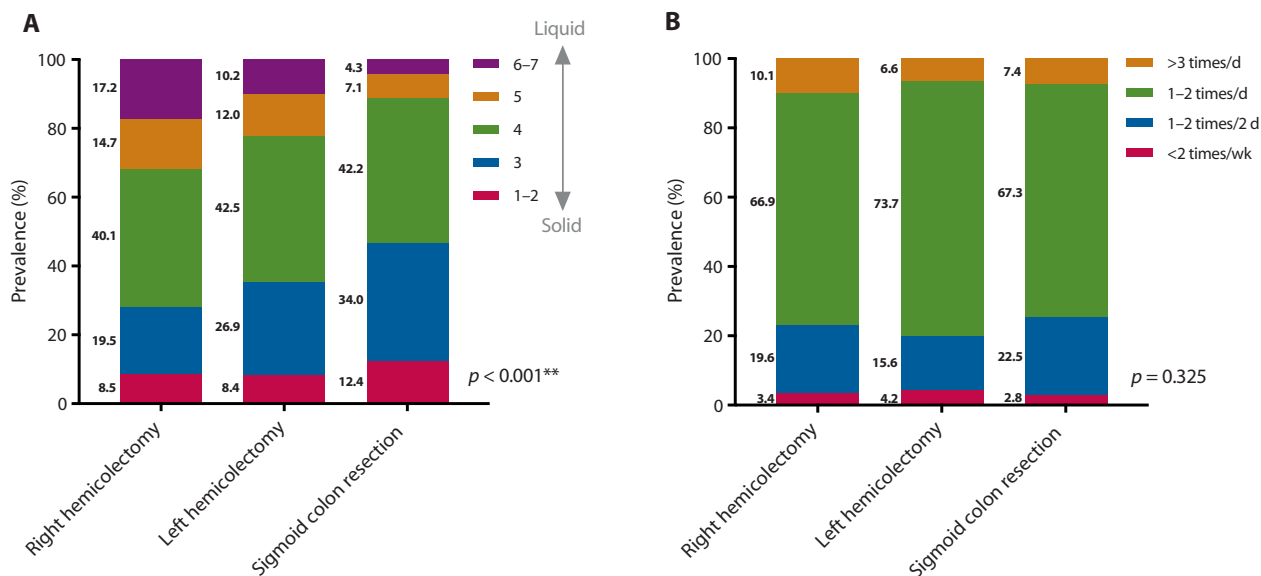 A
Liquid
Solid
6–7
5
4
3
1–2
Prevalence (%)
100
80
60
40
20
0
17.2
14.7
40.1
19.5
8.5
10.2
12.0
42.5
26.9
8.4
4.3
7.1
42.2
34.0
12.4
p < 0.001**
Right hemicolectomy
Left hemicolectomy
Sigmoid colon resection
B
>3 times/d
1–2 times/d
1–2 times/2 d
<2 times/wk
Prevalence (%)
100
80
60
40
20
0
10.1
66.9
19.6
3.4
6.6
73.7
15.6
4.2
7.4
67.3
22.5
2.8
p = 0.325
Right hemicolectomy
Left hemicolectomy
Sigmoid colon resection